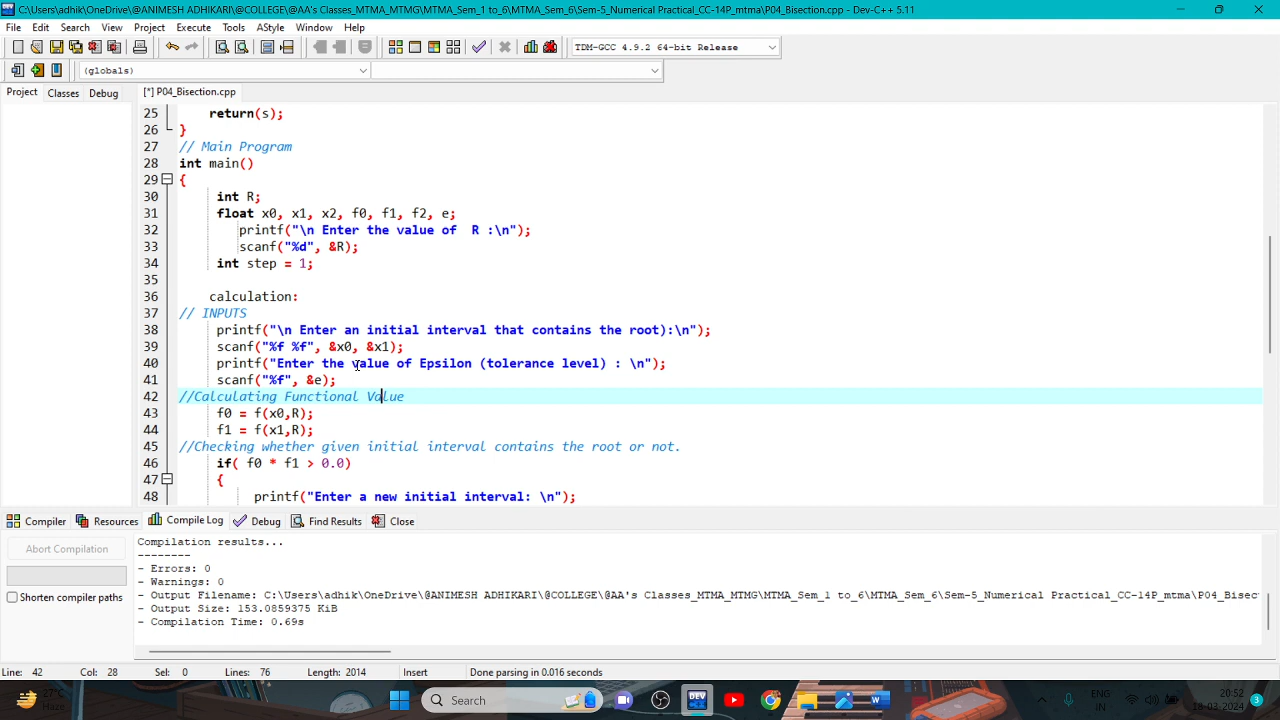 C:\Users\adhik\OneDrive\@ANIMESH ADHIKARI\@COLLEGE\@AA's Classes_MTMA_MTMG\MTMA_Sem_1 to_6\MTMA_Sem_6\Sem-5_Numerical Practical_CC-14P_mtma\P04_Bisection.cpp - Dev-C++ 5.11
File Edit Search View Project Execute Tools AStyle Window Help
TDM-GCC 4.9.2 64-bit Release
(globals)
Project Classes Debug [*] P04_Bisection.cpp
25 return(s);
26 }
27 // Main Program
28 int main()
29 {
30 int R;
31 float x0, x1, x2, f0, f1, f2, e;
32 printf("\n Enter the value of  R :\n");
33 scanf("%d", &R);
34 int step = 1;
35
36 calculation:
37 // INPUTS
38 printf("\n Enter an initial interval that contains the root):\n");
39 scanf("%f %f", &x0, &x1);
40 printf("Enter the value of Epsilon (tolerance level) : \n");
41 scanf("%f", &e);
42 //Calculating Functional Value
43 f0 = f(x0,R);
44 f1 = f(x1,R);
45 //Checking whether given initial interval contains the root or not.
46 if( f0 * f1 > 0.0)
47 {
48 printf("Enter a new initial interval: \n");
Compiler Resources Compile Log Debug Find Results Close
Abort Compilation
Shorten compiler paths
Compilation results...
--------
- Errors: 0
- Warnings: 0
- Output Filename: C:\Users\adhik\OneDrive\@ANIMESH ADHIKARI\@COLLEGE\@AA's Classes_MTMA_MTMG\MTMA_Sem_1 to_6\MTMA_Sem_6\Sem-5_Numerical Practical_CC-14P_mtma\P04_Bisec
- Output Size: 153.0859375 KiB
- Compilation Time: 0.69s
Line: 42 Col: 28 Sel: 0 Lines: 76 Length: 2014 Insert Done parsing in 0.016 seconds
27°C
Haze
Search
DEV
ENG
IN
20:52
18-03-2024
3